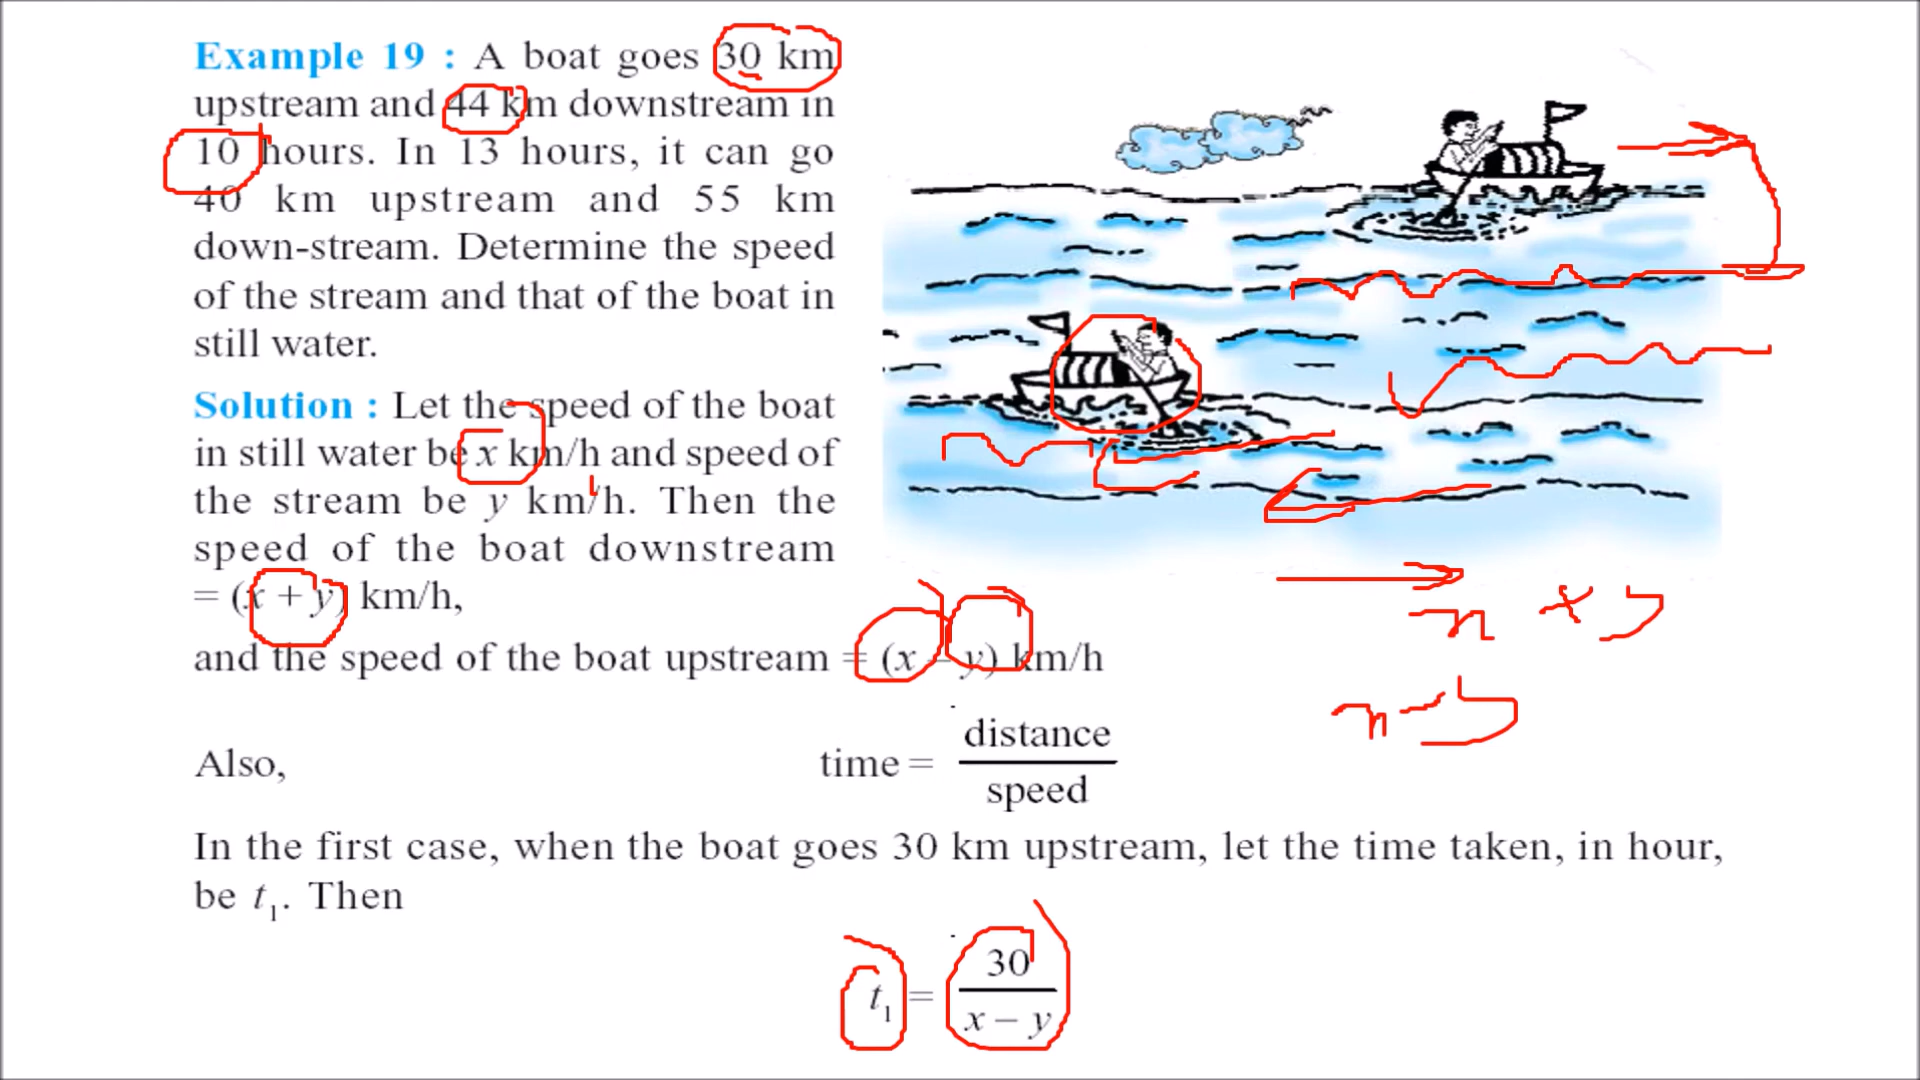 Example 19 : A boat goes 30 km
upstream and 44 km downstream in
10 hours. In 13 hours, it can go
40 km upstream and 55 km
down-stream. Determine the speed
of the stream and that of the boat in
still water.
Solution : Let the speed of the boat
in still water be x km/h and speed of
the stream be y km/h. Then the
speed of the boat downstream
= (x + y) km/h,
and the speed of the boat upstream = (x – y) km/h
x + y
x - y
Also, time = distance / speed
In the first case, when the boat goes 30 km upstream, let the time taken, in hour,
be t₁. Then
t₁ = 30 / x – y